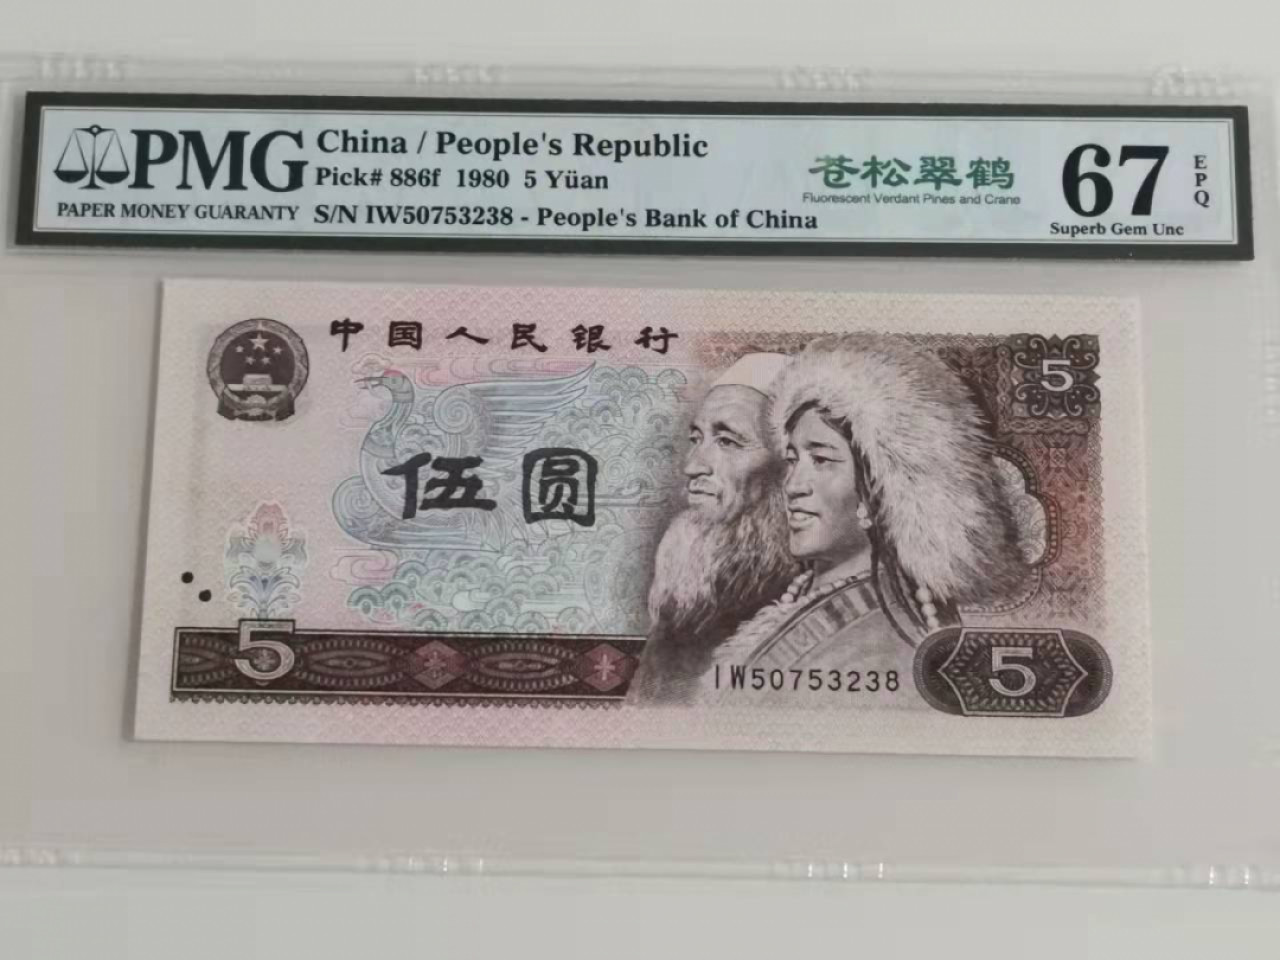 PMG
PAPER MONEY GUARANTY
China / People's Republic
Pick# 886f 1980 5 Yüan
S/N IW50753238 - People's Bank of China
苍松翠鹤
Fluorescent Verdant Pines and Crane
67
EPQ
Superb Gem Unc
中国人民银行
5
伍圆
5
IW50753238
5